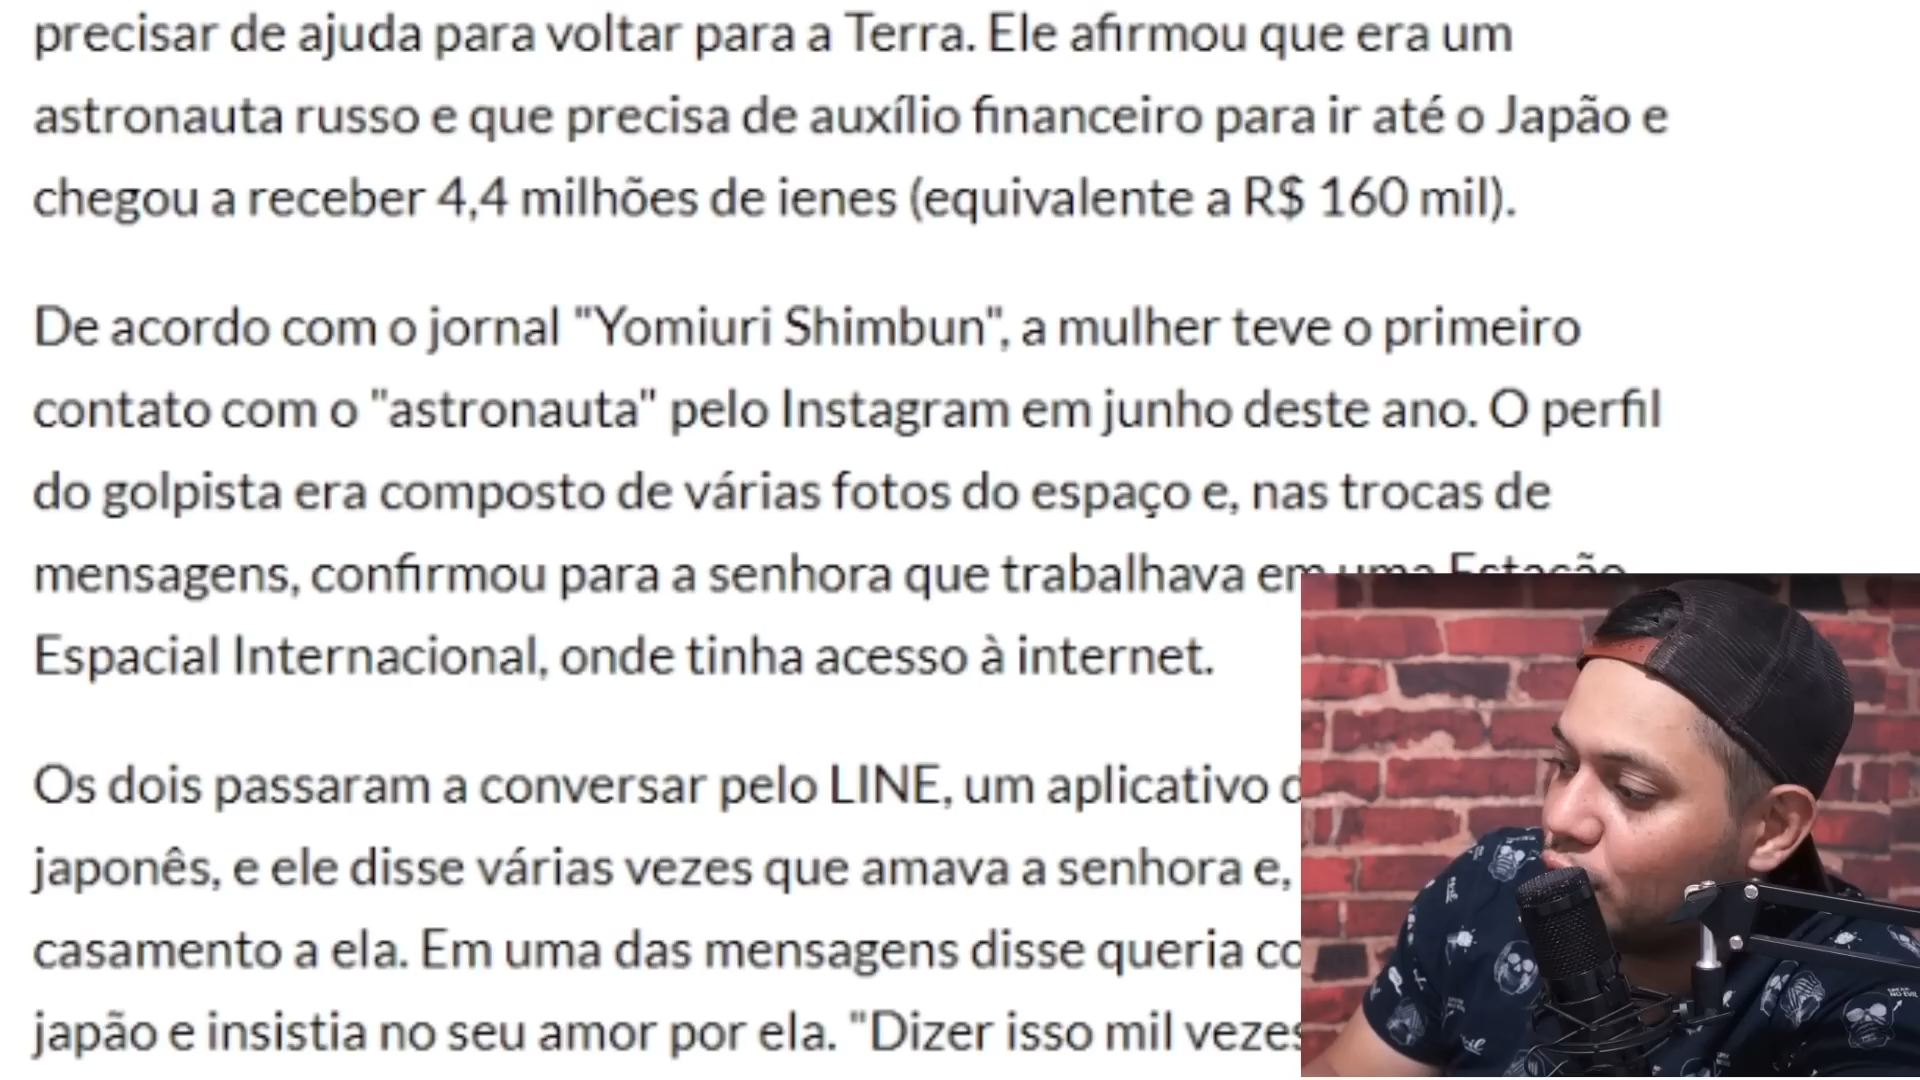 precisar de ajuda para voltar para a Terra. Ele afirmou que era um
astronauta russo e que precisa de auxílio financeiro para ir até o Japão e
chegou a receber 4,4 milhões de ienes (equivalente a R$ 160 mil).
De acordo com o jornal "Yomiuri Shimbun", a mulher teve o primeiro
contato com o "astronauta" pelo Instagram em junho deste ano. O perfil
do golpista era composto de várias fotos do espaço e, nas trocas de
mensagens, confirmou para a senhora que trabalhava em uma Estação
Espacial Internacional, onde tinha acesso à internet.
Os dois passaram a conversar pelo LINE, um aplicativo
japonês, e ele disse várias vezes que amava a senhora e,
casamento a ela. Em uma das mensagens disse queria
japão e insistia no seu amor por ela. "Dizer isso mil vezes